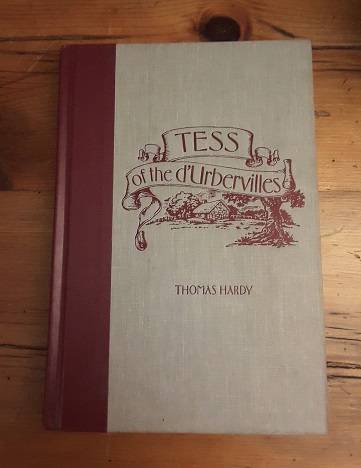 TESS
of the d'Urbervilles
THOMAS HARDY